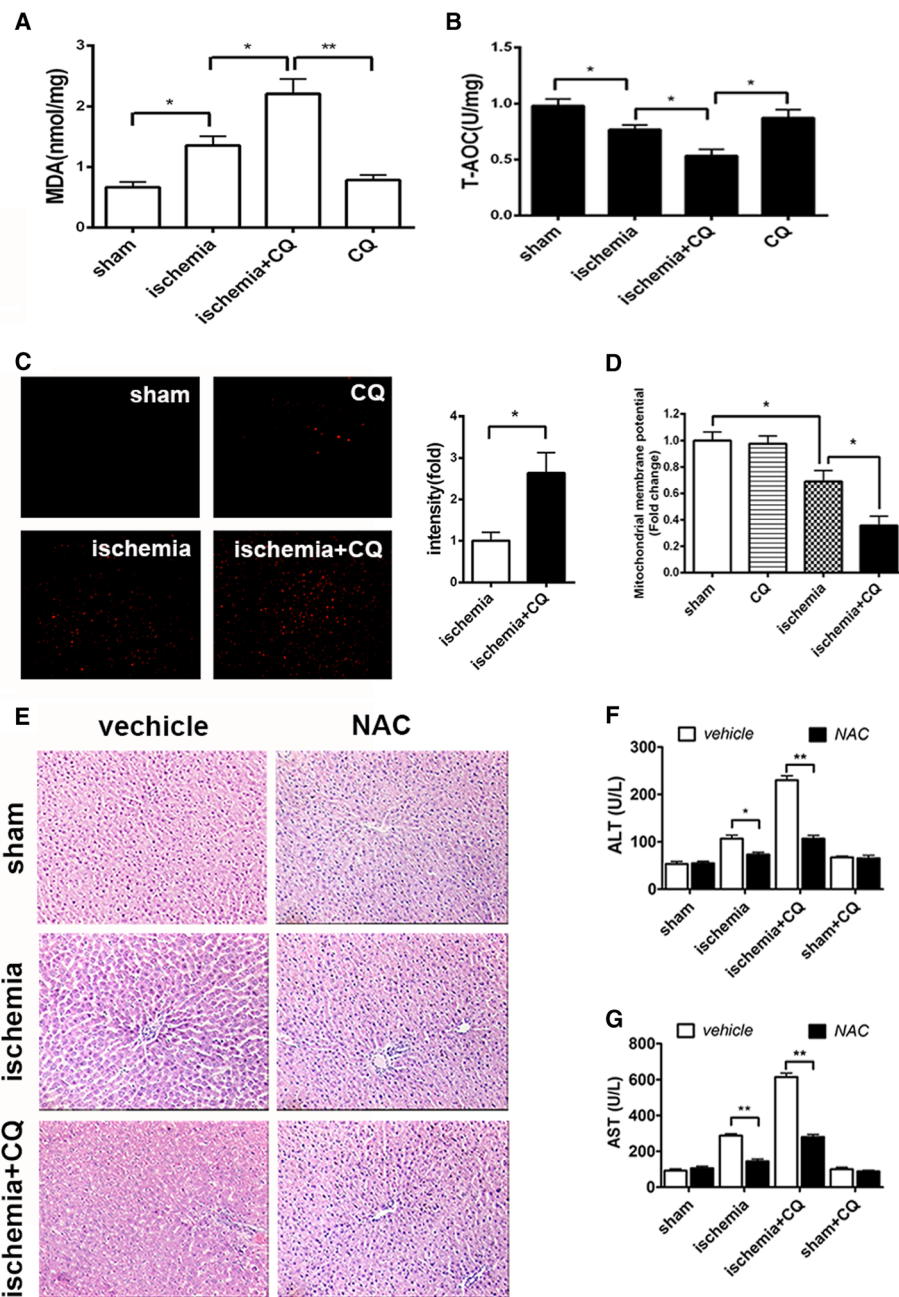 A
MDA(nmol/mg)
3
2
1
0
*
*
**
sham
ischemia
ischemia+CQ
CQ
B
T-AOC(U/mg)
1.5
1.0
0.5
0.0
*
*
*
sham
ischemia
ischemia+CQ
CQ
C
sham
CQ
ischemia
ischemia+CQ
intensity(fold)
4
3
2
1
0
*
ischemia
ischemia+CQ
D
Mitochondrial membrane potential
(Fold change)
1.2
1.0
0.8
0.6
0.4
0.2
0.0
*
*
sham
CQ
ischemia
ischemia+CQ
E
vechicle
NAC
sham
ischemia
ischemia+CQ
F
vehicle
NAC
ALT (U/L)
300
200
100
0
*
**
sham
ischemia
ischemia+CQ
sham+CQ
G
vehicle
NAC
AST (U/L)
800
600
400
200
0
**
**
sham
ischemia
ischemia+CQ
sham+CQ